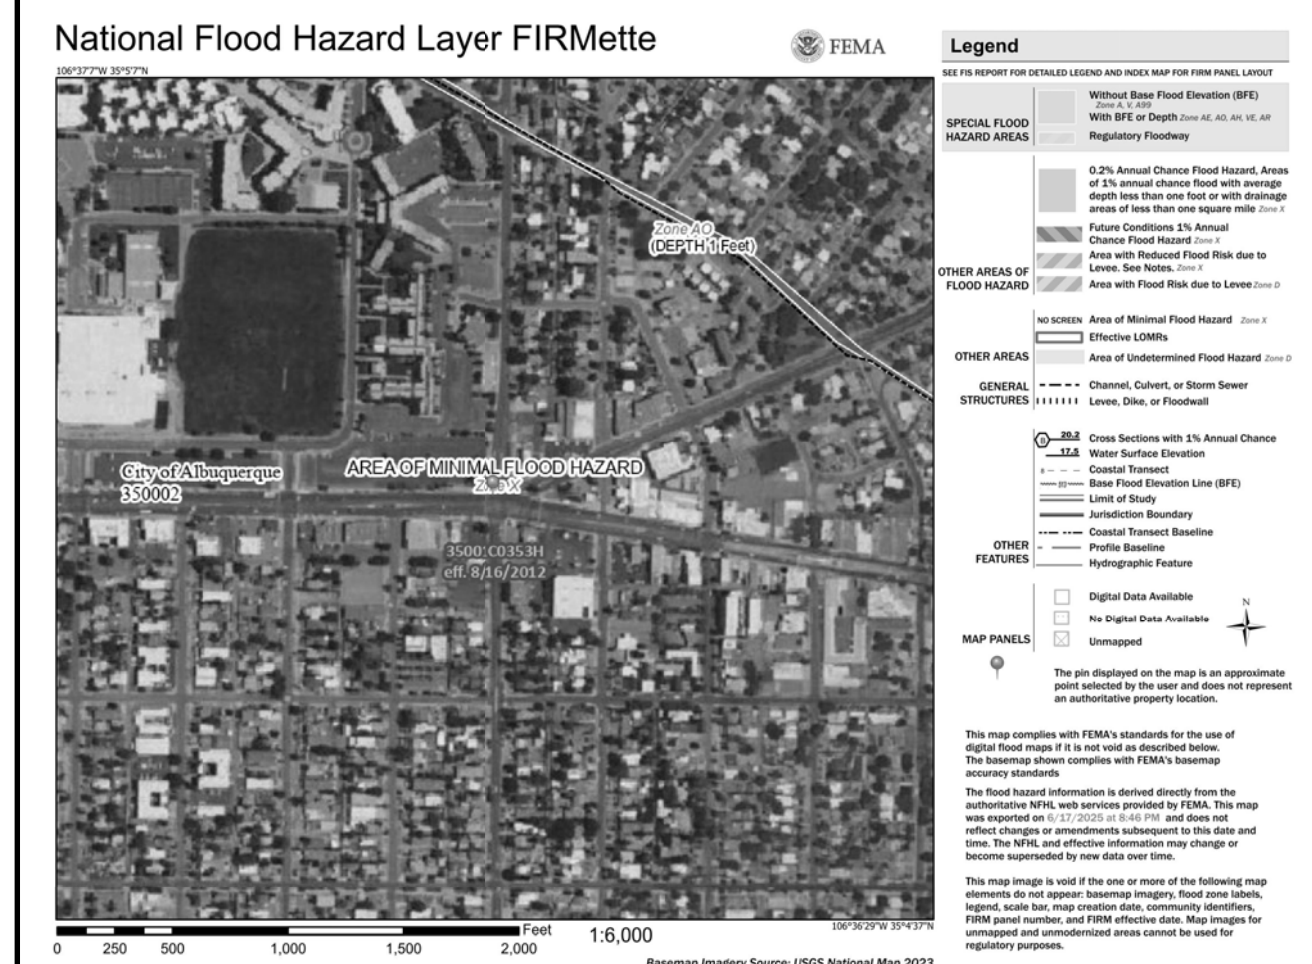 National Flood Hazard Layer FIRMette
FEMA
106°37'7"W 35°5'7"N
Zone AO
(DEPTH 1 Feet)
City of Albuquerque
350002
AREA OF MINIMAL FLOOD HAZARD
Zone X
3500 C0353H
eff. 8/16/2012
106°36'29"W 35°4'37"N
0 250 500 1,000 1,500 2,000
Feet
1:6,000
Basemap Imagery Source: USGS National Map 2023
Legend
SEE FIS REPORT FOR DETAILED LEGEND AND INDEX MAP FOR FIRM PANEL LAYOUT
SPECIAL FLOOD
HAZARD AREAS
Without Base Flood Elevation (BFE)
Zone A, V, A99
With BFE or Depth Zone AE, AO, AH, VE, AR
Regulatory Floodway
0.2% Annual Chance Flood Hazard, Areas
of 1% annual chance flood with average
depth less than one foot or with drainage
areas of less than one square mile Zone X
Future Conditions 1% Annual
Chance Flood Hazard Zone X
Area with Reduced Flood Risk due to
Levee. See Notes. Zone X
Area with Flood Risk due to Levee Zone D
OTHER AREAS OF
FLOOD HAZARD
NO SCREEN Area of Minimal Flood Hazard Zone X
Effective LOMRs
OTHER AREAS
Area of Undetermined Flood Hazard Zone D
GENERAL
STRUCTURES
Channel, Culvert, or Storm Sewer
Levee, Dike, or Floodwall
B 20.2 Cross Sections with 1% Annual Chance
17.5 Water Surface Elevation
8 Coastal Transect
513 Base Flood Elevation Line (BFE)
Limit of Study
Jurisdiction Boundary
Coastal Transect Baseline
OTHER
FEATURES
Profile Baseline
Hydrographic Feature
Digital Data Available
No Digital Data Available
Unmapped
MAP PANELS
N
The pin displayed on the map is an approximate
point selected by the user and does not represent
an authoritative property location.
This map complies with FEMA's standards for the use of
digital flood maps if it is not void as described below.
The basemap shown complies with FEMA's basemap
accuracy standards
The flood hazard information is derived directly from the
authoritative NFHL web services provided by FEMA. This map
was exported on 6/17/2025 at 8:46 PM and does not
reflect changes or amendments subsequent to this date and
time. The NFHL and effective information may change or
become superseded by new data over time.
This map image is void if the one or more of the following map
elements do not appear: basemap imagery, flood zone labels,
legend, scale bar, map creation date, community identifiers,
FIRM panel number, and FIRM effective date. Map images for
unmapped and unmodernized areas cannot be used for
regulatory purposes.